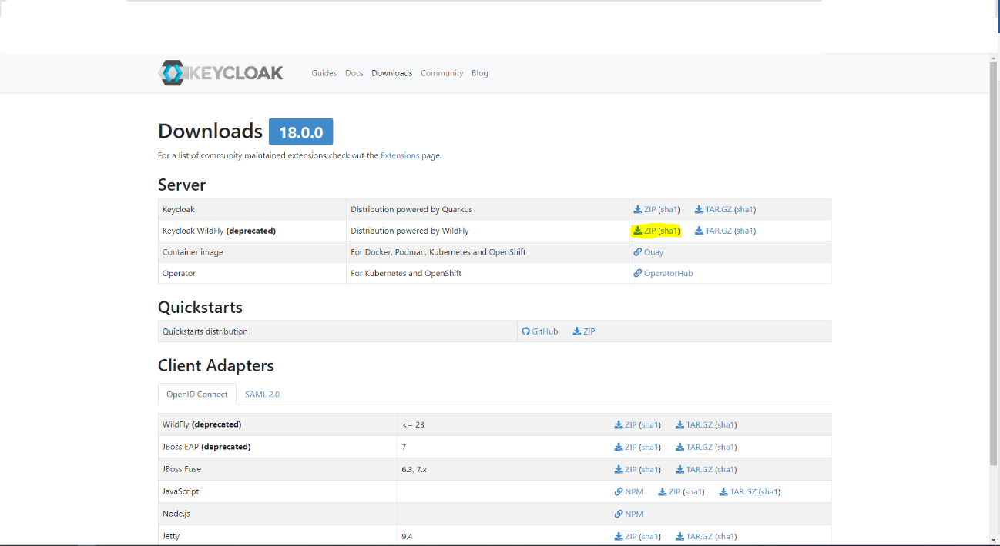 KEYCLOAK Guides Docs Downloads Community Blog
Downloads 18.0.0
For a list of community maintained extensions check out the Extensions page.
Server
Keycloak Distribution powered by Quarkus ZIP (sha1) TAR.GZ (sha1)
Keycloak WildFly (deprecated) Distribution powered by WildFly ZIP (sha1) TAR.GZ (sha1)
Container image For Docker, Podman, Kubernetes and OpenShift Quay
Operator For Kubernetes and OpenShift OperatorHub
Quickstarts
Quickstarts distribution GitHub ZIP
Client Adapters
OpenID Connect SAML 2.0
WildFly (deprecated) <= 23 ZIP (sha1) TAR.GZ (sha1)
JBoss EAP (deprecated) 7 ZIP (sha1) TAR.GZ (sha1)
JBoss Fuse 6.3, 7.x ZIP (sha1) TAR.GZ (sha1)
JavaScript NPM ZIP (sha1) TAR.GZ (sha1)
Node.js NPM
Jetty 9.4 ZIP (sha1) TAR.GZ (sha1)